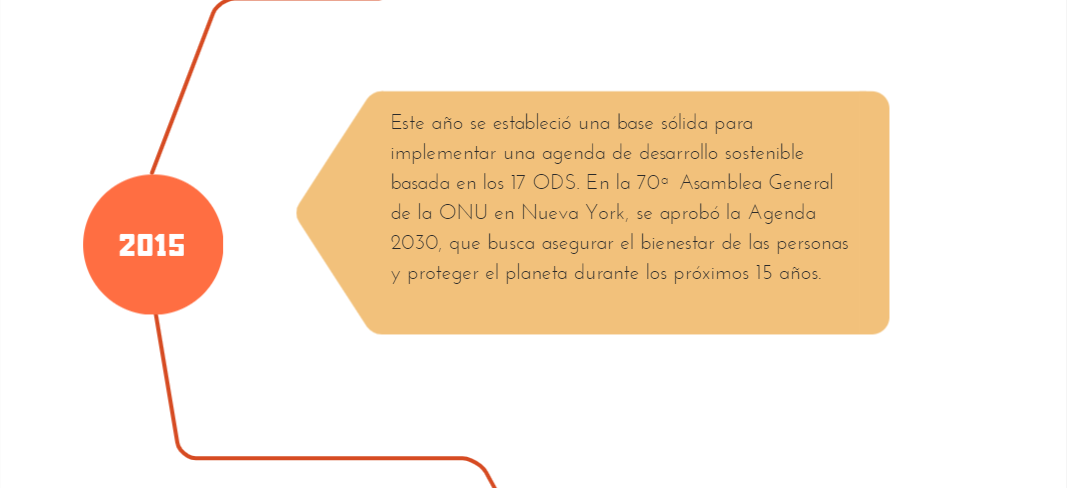 2015
Este año se estableció una base sólida para
implementar una agenda de desarrollo sostenible
basada en los 17 ODS. En la 70º Asamblea General
de la ONU en Nueva York, se aprobó la Agenda
2030, que busca asegurar el bienestar de las personas
y proteger el planeta durante los próximos 15 años.